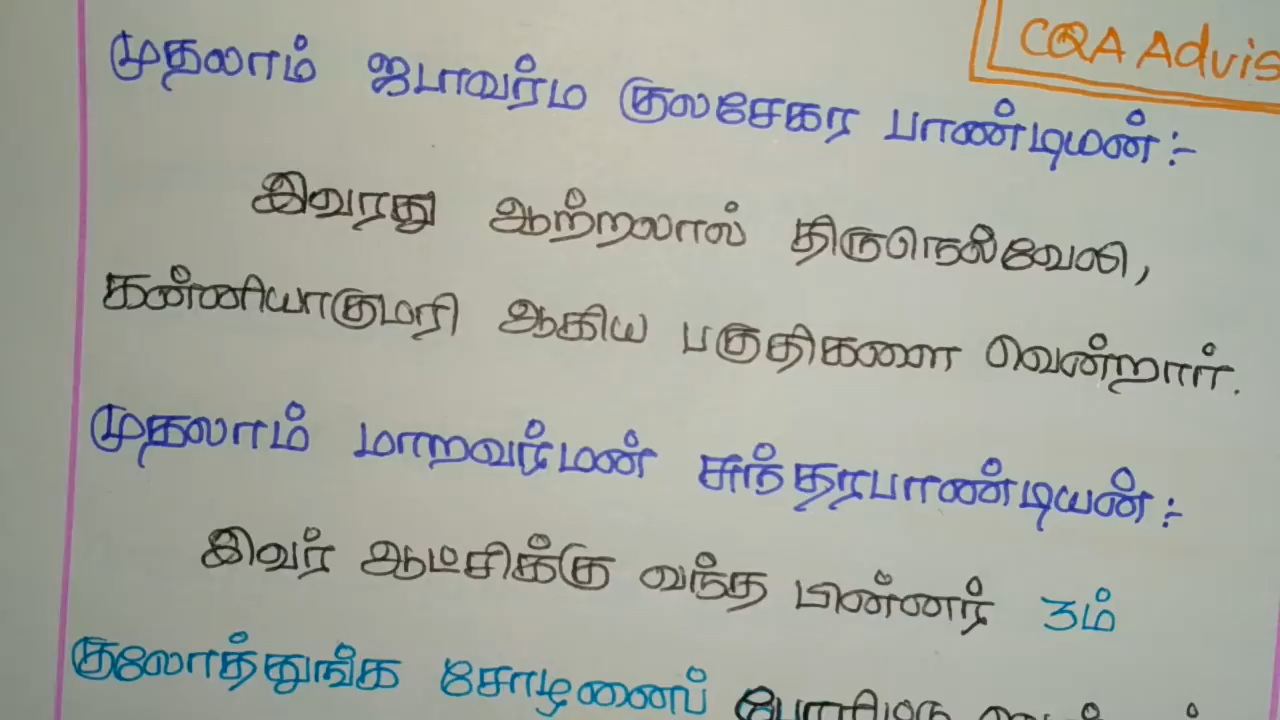 CQA Advis
முதலாம் ஜடாவர்ம குலசேகர பாண்டியன் :-
இவரது ஆற்றலால் திருநெல்வேலி,
கன்னியாகுமரி ஆகிய பகுதிகளை வென்றார்.
முதலாம் மாறவர்மன் சுந்தரபாண்டியன் :-
இவர் ஆட்சிக்கு வந்த பின்னர் 3ம்
குலோத்துங்க சோழனைப்